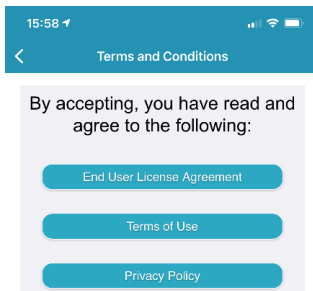 15:58
Terms and Conditions
By accepting, you have read and
agree to the following:
End User License Agreement
Terms of Use
Privacy Policy